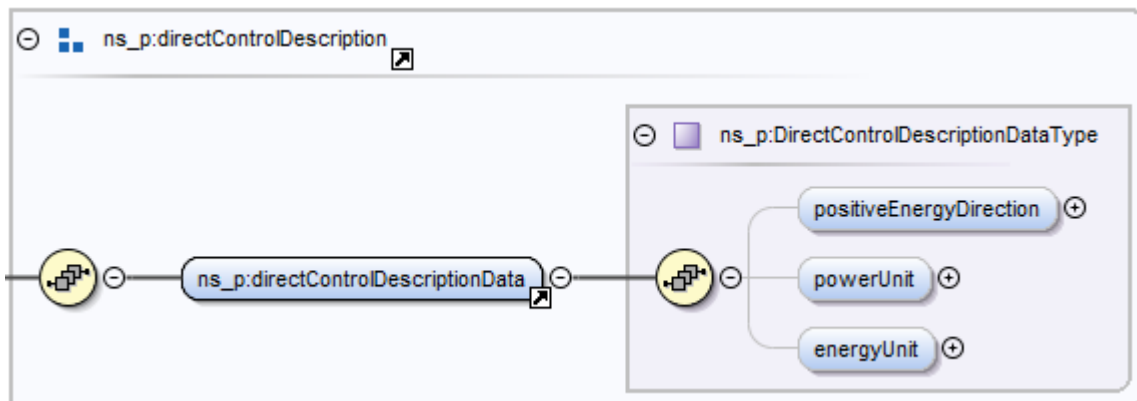 ns_p:directControlDescription
ns_p:DirectControlDescriptionDataType
positiveEnergyDirection
ns_p:directControlDescriptionData
powerUnit
energyUnit